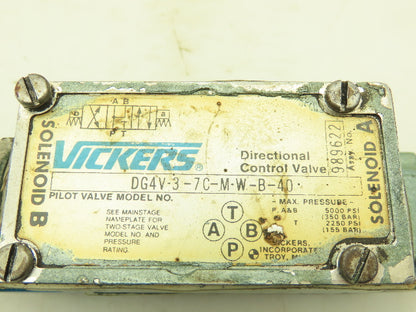 A B
b a
P T
VICKERS®
Directional
Control Valve
SOLENOID B
SOLENOID A
989622
Assy No.
DG4V-3-7C-M-W-B-40
PILOT VALVE MODEL NO.
SEE MAINSTAGE
NAMEPLATE FOR
TWO-STAGE VALVE
MODEL NO. AND
PRESSURE
RATING.
T
A B
P
MAX. PRESSURE-
P, A&B 5000 PSI
(350 BAR)
T 2250 PSI
(155 BAR)
VICKERS,
INCORPORATED
TROY,